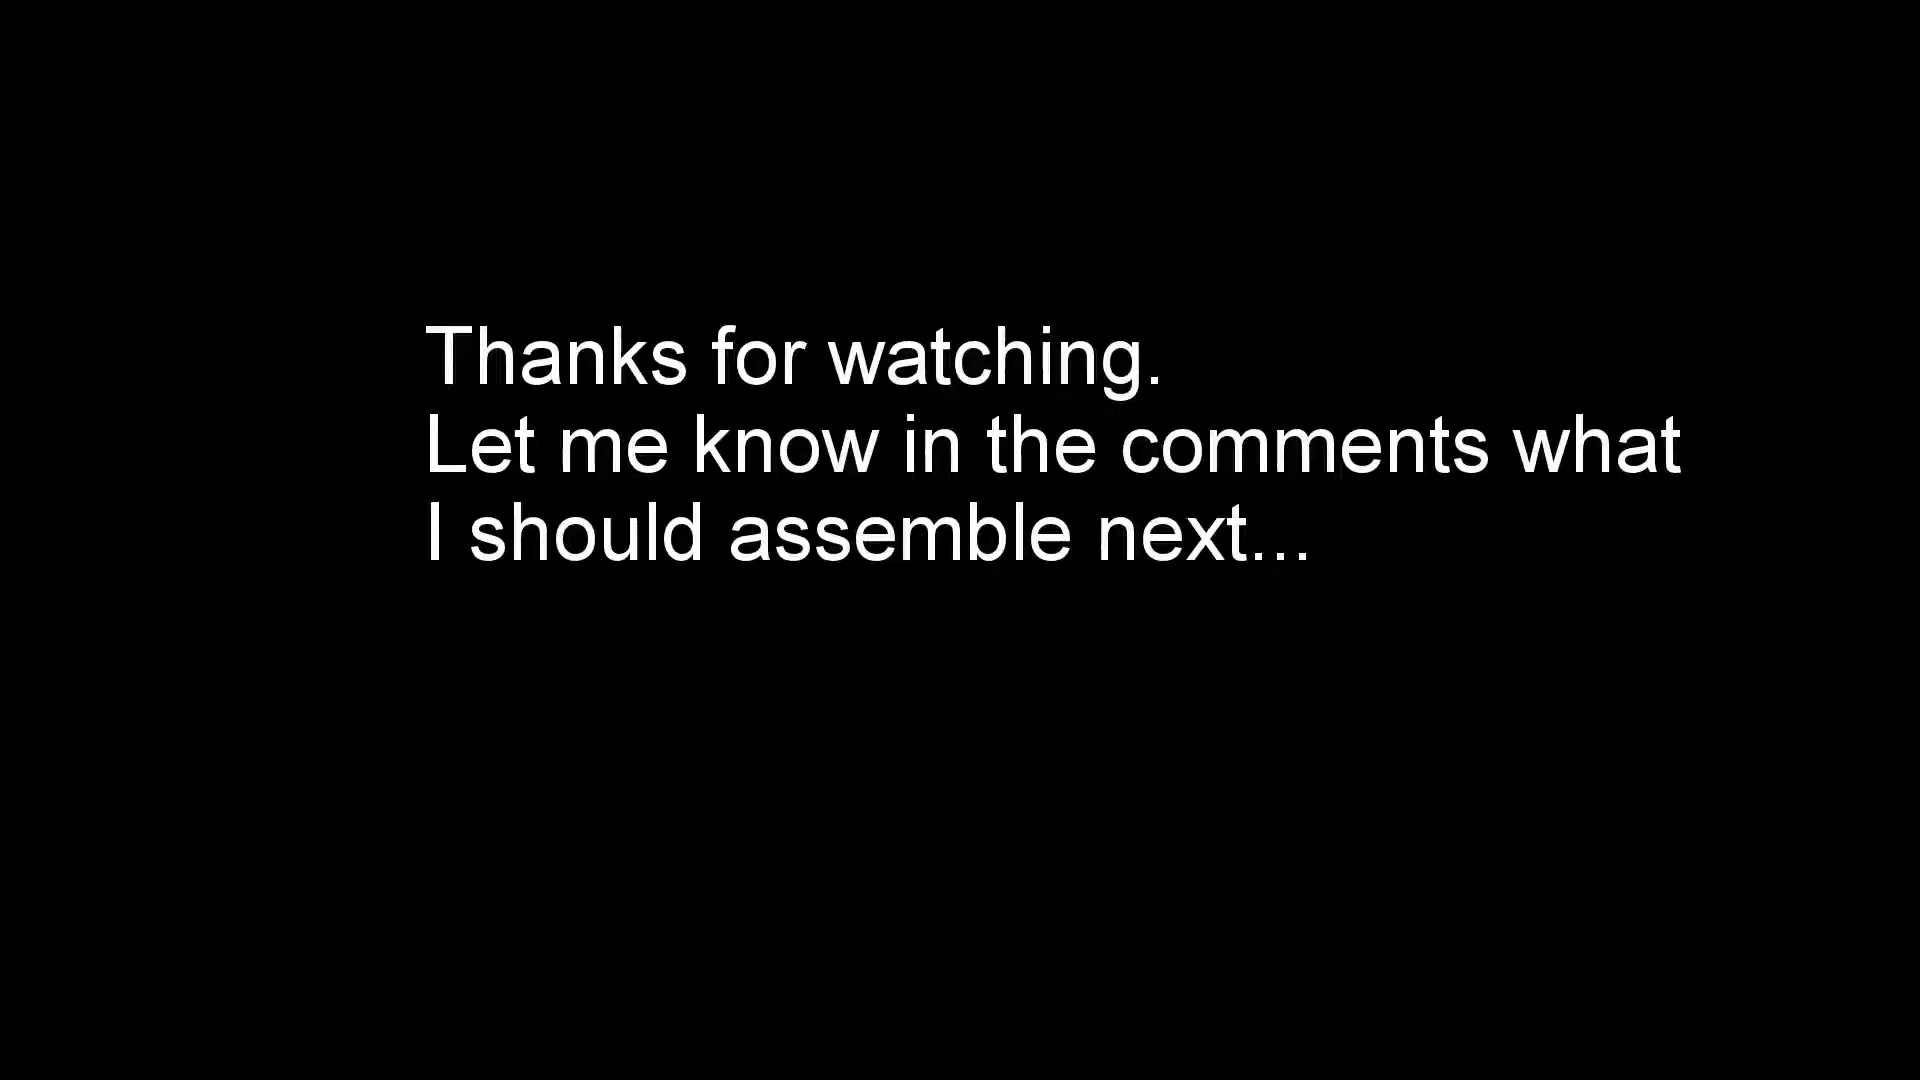 Thanks for watching.
Let me know in the comments what
I should assemble next...